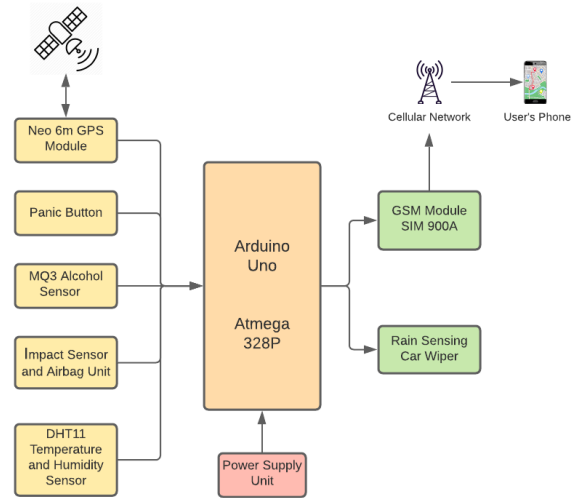 Neo 6m GPS
Module
Panic Button
MQ3 Alcohol
Sensor
Impact Sensor
and Airbag Unit
DHT11
Temperature
and Humidity
Sensor
Arduino
Uno
Atmega
328P
Power Supply
Unit
Cellular Network
User's Phone
GSM Module
SIM 900A
Rain Sensing
Car Wiper